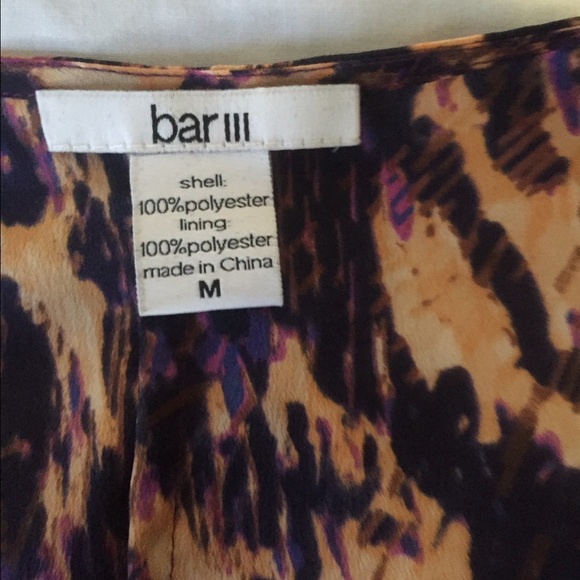 bar III
shell:
100%polyester
lining:
100%polyester
made in China
M